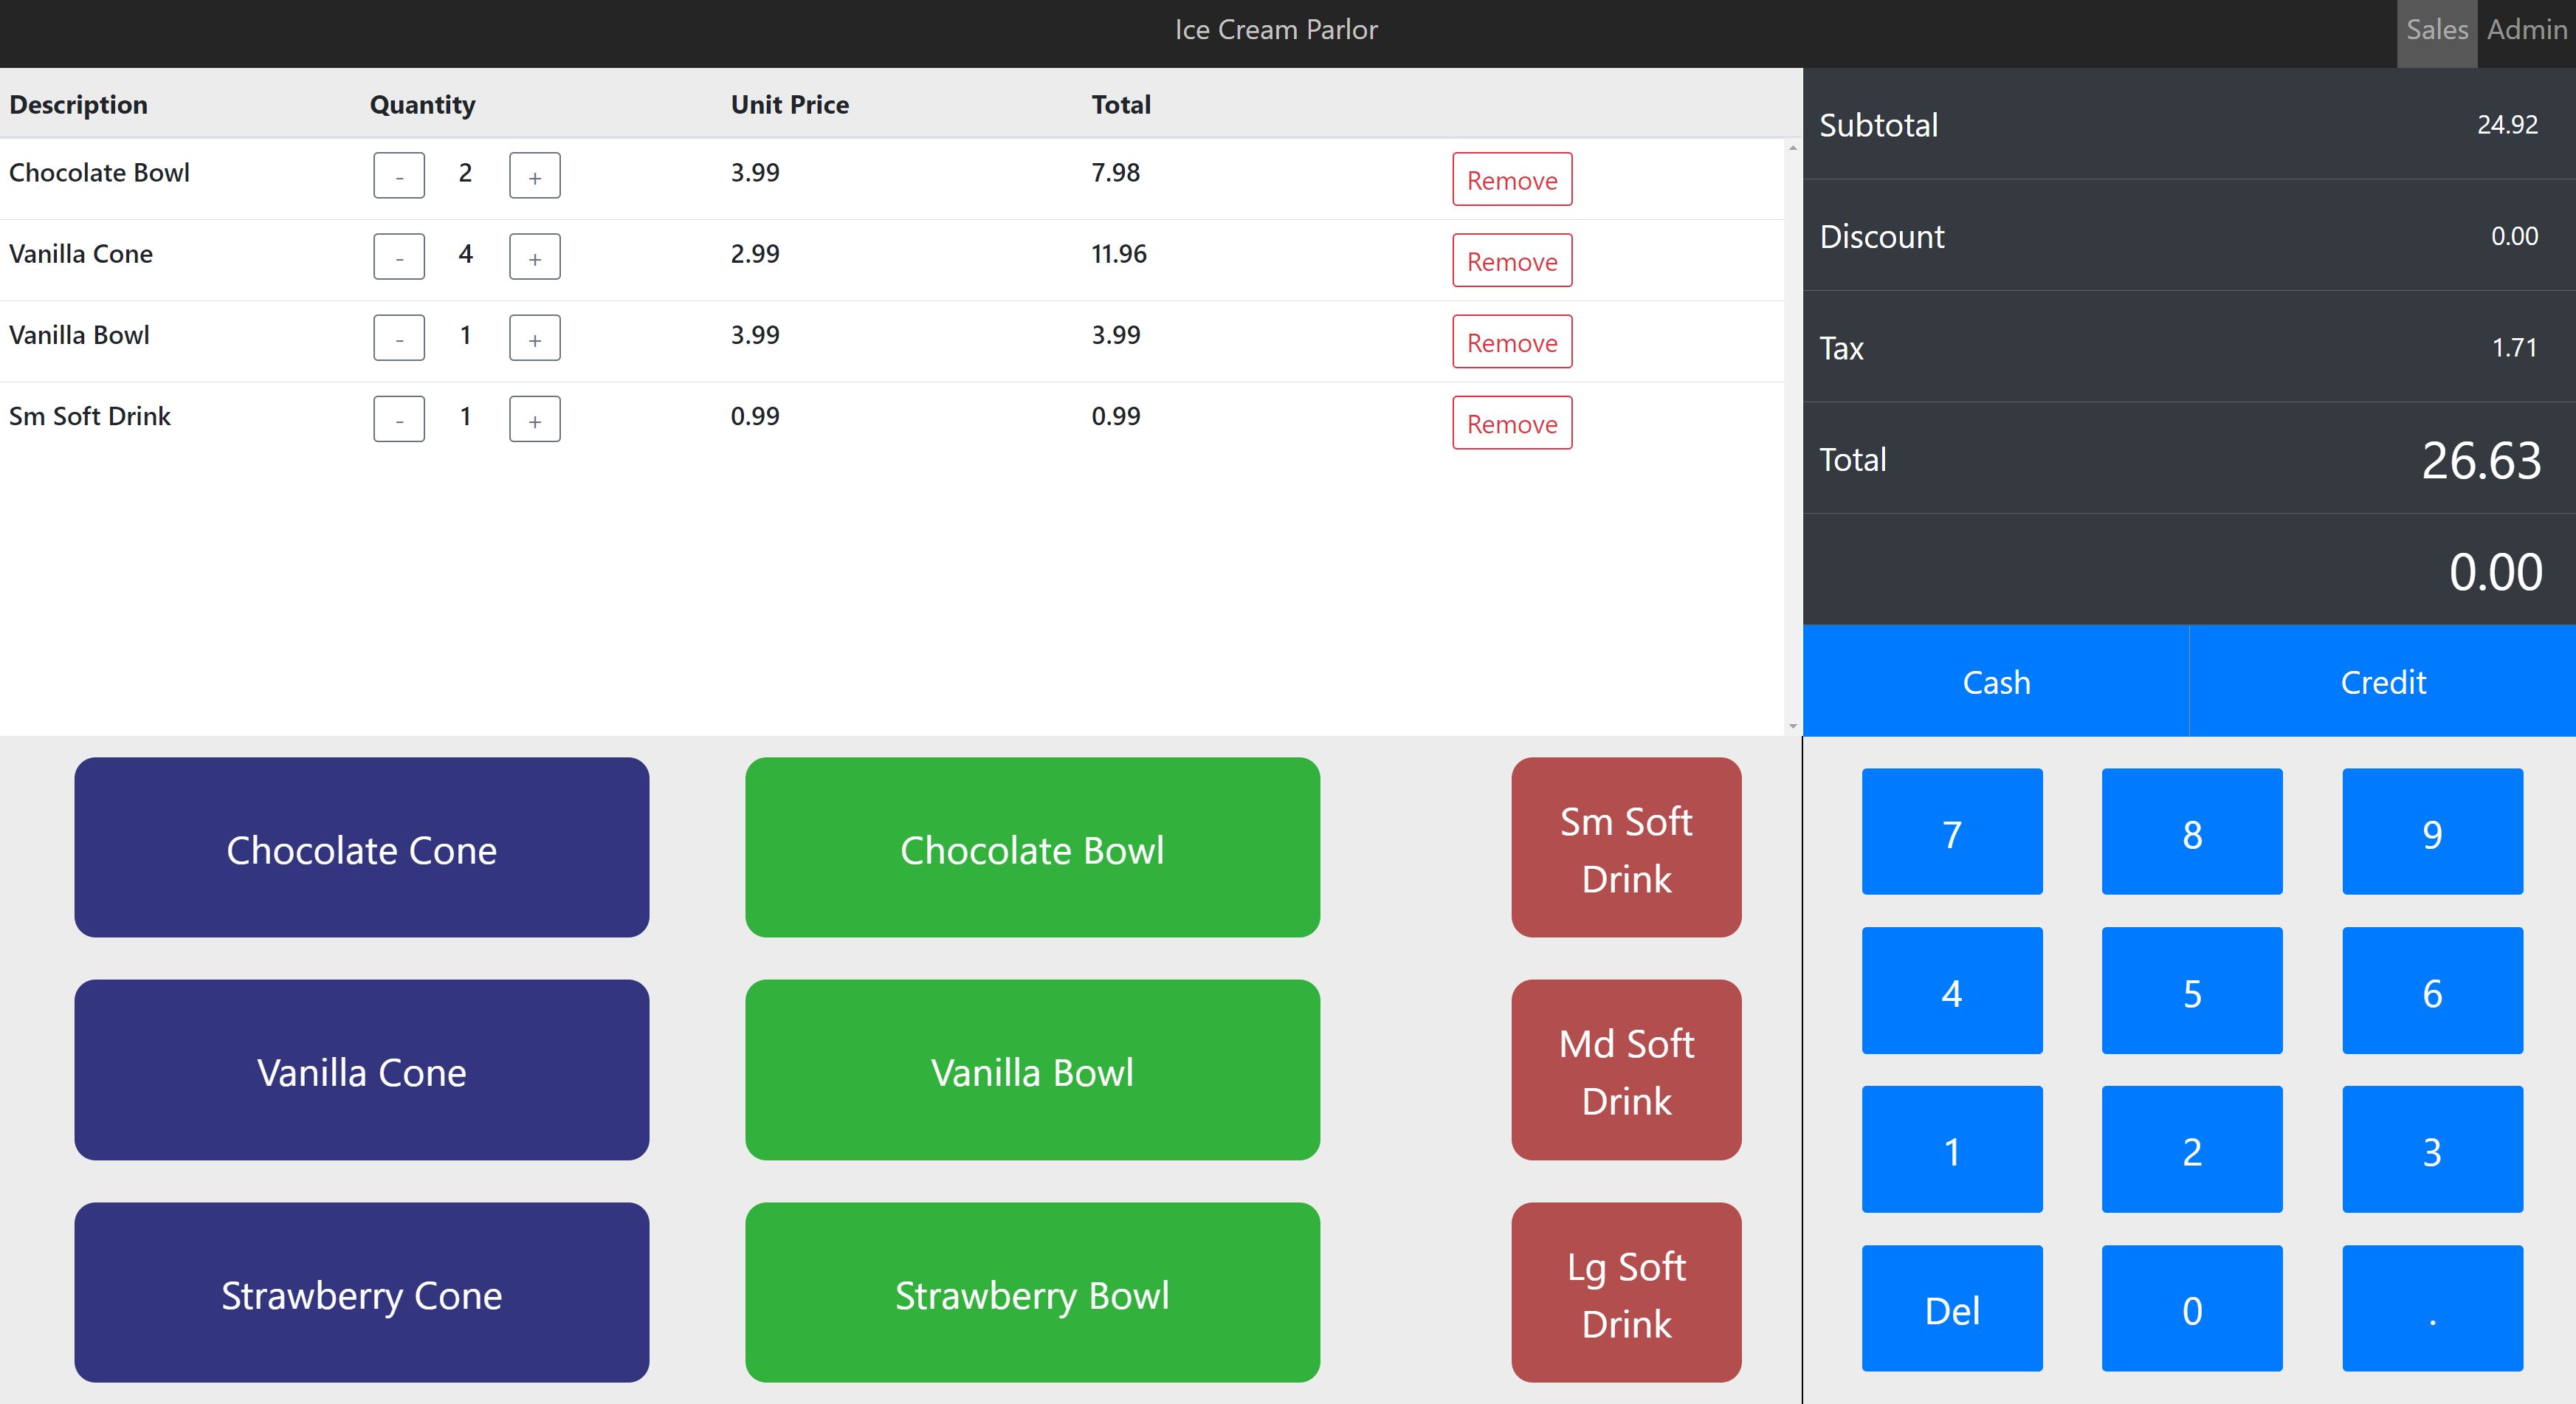 Ice Cream Parlor
Sales Admin
Description Quantity Unit Price Total
Chocolate Bowl - 2 + 3.99 7.98 Remove
Vanilla Cone - 4 + 2.99 11.96 Remove
Vanilla Bowl - 1 + 3.99 3.99 Remove
Sm Soft Drink - 1 + 0.99 0.99 Remove
Subtotal 24.92
Discount 0.00
Tax 1.71
Total 26.63
0.00
Cash Credit
Chocolate Cone
Chocolate Bowl
Sm Soft
Drink
Vanilla Cone
Vanilla Bowl
Md Soft
Drink
Strawberry Cone
Strawberry Bowl
Lg Soft
Drink
7 8 9
4 5 6
1 2 3
Del 0 .